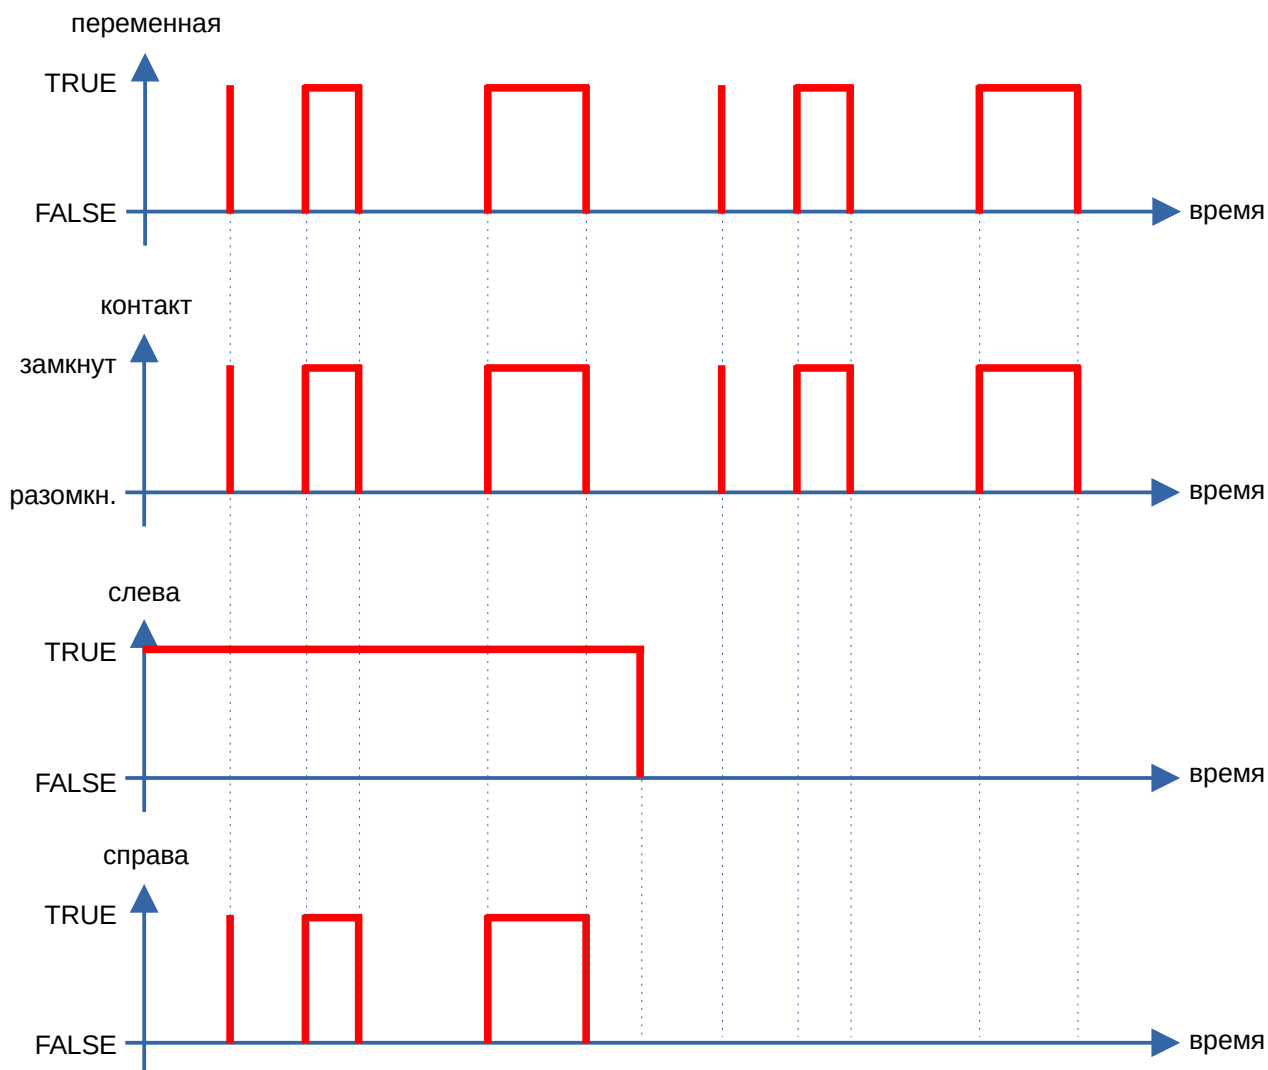 переменная
TRUE
FALSE
время
контакт
замкнут
разомкн.
время
слева
TRUE
FALSE
время
справа
TRUE
FALSE
время